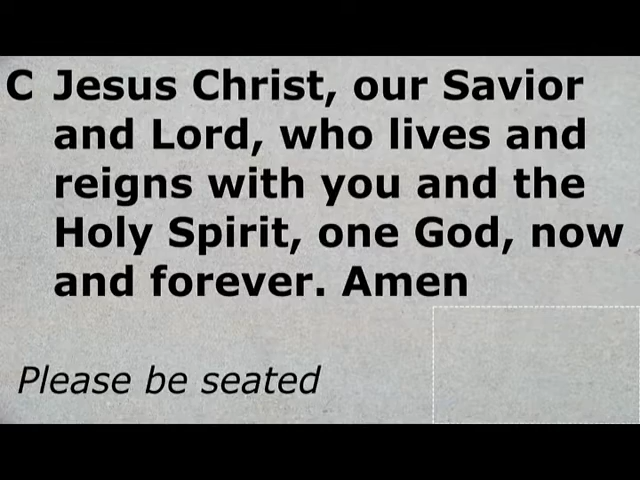 C Jesus Christ, our Savior
and Lord, who lives and
reigns with you and the
Holy Spirit, one God, now
and forever. Amen
Please be seated